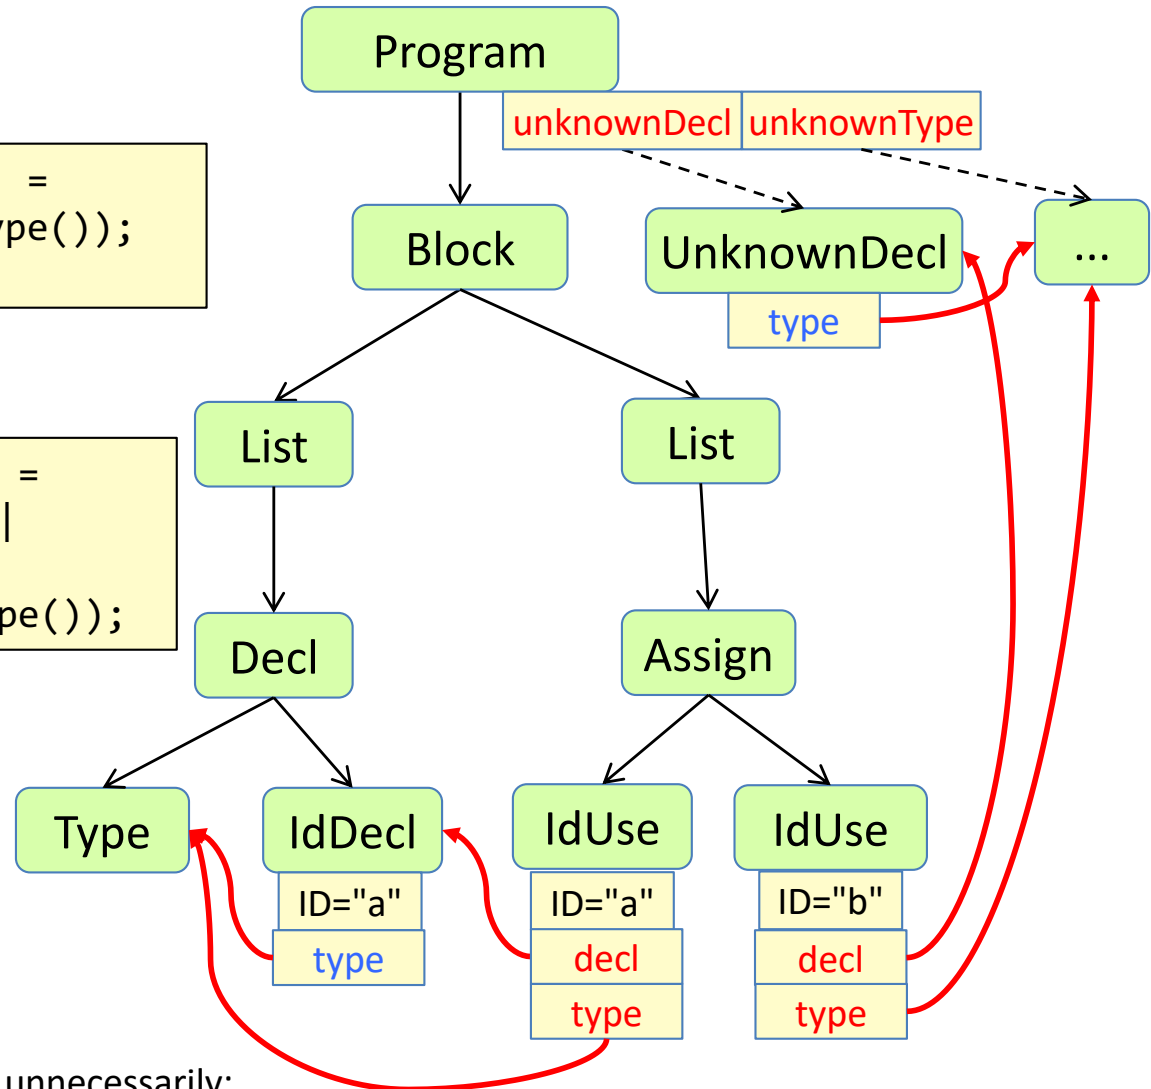 Program
unknownDecl unknownType
=
ype());
Block
UnknownDecl
...
type
List
List
=
|
pe());
Decl
Assign
Type
IdDecl
IdUse
IdUse
ID="a"
ID="a"
ID="b"
type
decl
decl
type
type
unnecessarily: